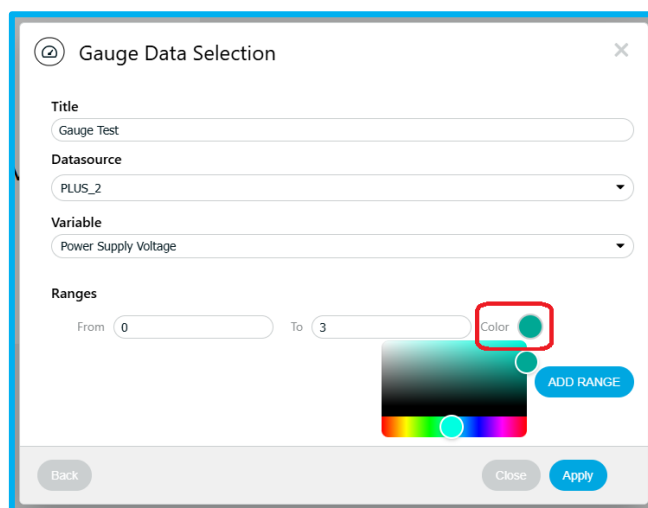 Gauge Data Selection
Title
Gauge Test
Datasource
PLUS_2
Variable
Power Supply Voltage
Ranges
From 0 To 3 Color
ADD RANGE
Back Close Apply